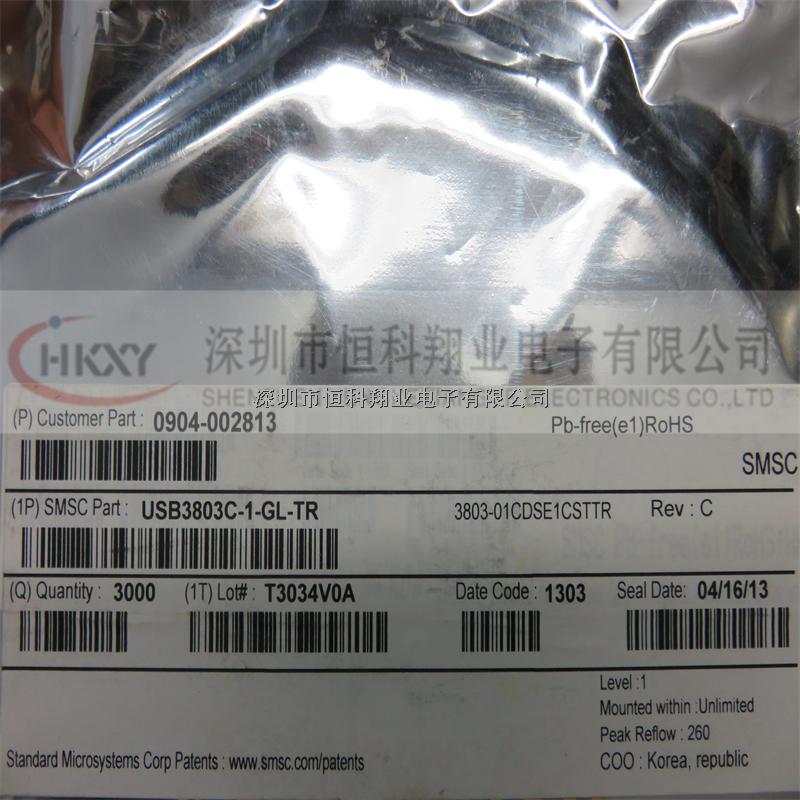 HKXY 深圳市恒科翔业电子有限公司
SHEN ELECTRONICS CO.,LTD
深圳市恒科翔业电子有限公司
(P) Customer Part : 0904-002813
Pb-free(e1)RoHS
SMSC
(1P) SMSC Part : USB3803C-1-GL-TR 3803-01CDSE1CSTTR Rev : C
(Q) Quantity : 3000 (1T) Lot# : T3034V0A Date Code : 1303 Seal Date: 04/16/13
Level :1
Mounted within :Unlimited
Peak Reflow : 260
Standard Microsystems Corp Patents : www.smsc.com/patents COO : Korea, republic